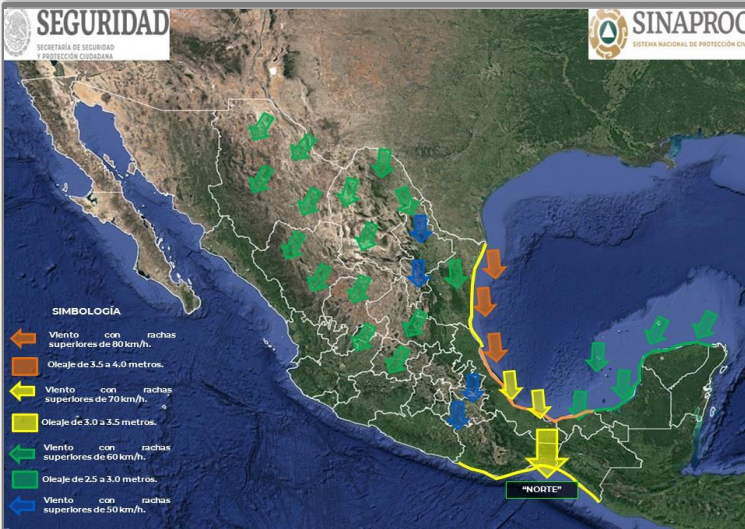 SEGURIDAD
SECRETARÍA DE SEGURIDAD
Y PROTECCIÓN CIUDADANA
SINAPROC
SISTEMA NACIONAL DE PROTECCIÓN CIV
SIMBOLOGÍA
Viento con rachas
superiores de 80 km/h.
Oleaje de 3.5 a 4.0 metros.
Viento con rachas
superiores de 70 km/h.
Oleaje de 3.0 a 3.5 metros.
Viento con rachas
superiores de 60 km/h.
Oleaje de 2.5 a 3.0 metros.
Viento con rachas
superiores de 50 km/h.
"NORTE"